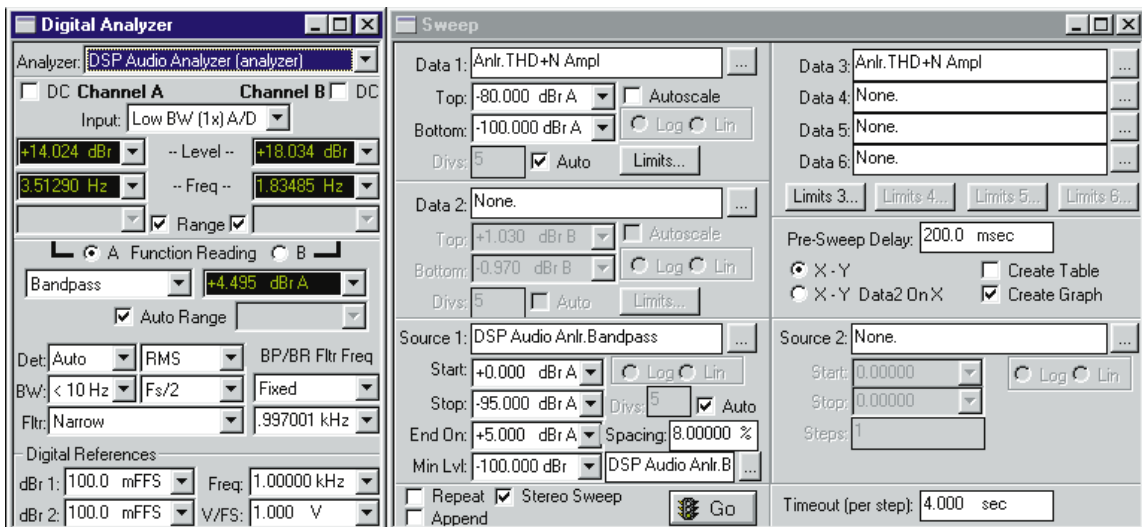 Digital Analyzer
Analyzer: DSP Audio Analyzer (analyzer)
DC Channel A Channel B DC
Input: Low BW (1x) A/D
+14.024 dBr -- Level -- +18.034 dBr
3.51290 Hz -- Freq -- 1.83485 Hz
Range
A Function Reading B
Bandpass +4.495 dBr A
Auto Range
Det: Auto RMS BP/BR Fltr Freq
BW: < 10 Hz Fs/2 Fixed
Fltr: Narrow .997001 kHz
Digital References
dBr 1: 100.0 mFFS Freq: 1.00000 kHz
dBr 2: 100.0 mFFS V/FS: 1.000 V
Sweep
Data 1: Anlr.THD+N Ampl ...
Top: -80.000 dBr A Autoscale
Bottom: -100.000 dBr A Log Lin
Divs: 5 Auto Limits...
Data 2: None. ...
Top: +1.030 dBr B Autoscale
Bottom: -0.970 dBr B Log Lin
Divs: 5 Auto Limits...
Source 1: DSP Audio Anlr.Bandpass ...
Start: +0.000 dBr A Log Lin
Stop: -95.000 dBr A Divs: 5 Auto
End On: +5.000 dBr A Spacing: 8.00000 %
Min Lvl: -100.000 dBr DSP Audio Anlr.B ...
Repeat Stereo Sweep
Append Go
Data 3: Anlr.THD+N Ampl ...
Data 4: None. ...
Data 5: None. ...
Data 6: None. ...
Limits 3... Limits 4... Limits 5... Limits 6...
Pre-Sweep Delay: 200.0 msec
X - Y Create Table
X - Y Data2 On X Create Graph
Source 2: None. ...
Start: 0.00000 Log Lin
Stop: 0.00000
Steps: 1
Timeout (per step): 4.000 sec